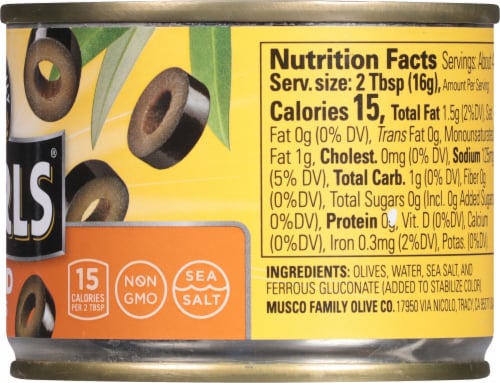 RLS
15
CALORIES
PER 2 TBSP
NON
GMO
SEA
SALT
Nutrition Facts Servings: About
Serv. size: 2 Tbsp (16g), Amount Per Serving
Calories 15, Total Fat 1.5g (2%DV),
Fat 0g (0% DV), Trans Fat 0g, Monounsaturated
Fat 1g, Cholest. 0mg (0% DV), Sodium
(5% DV), Total Carb. 1g (0% DV), Fiber 0g
(0%DV), Total Sugars 0g (Incl. 0g Added Sugars
0%DV), Protein 0g, Vit. D (0%DV), Calcium
(0%DV), Iron 0.3mg (2%DV), Potas. (0%DV).
INGREDIENTS: OLIVES, WATER, SEA SALT, AND
FERROUS GLUCONATE (ADDED TO STABILIZE COLOR)
MUSCO FAMILY OLIVE CO. 17950 VIA NICOLO, TRACY,